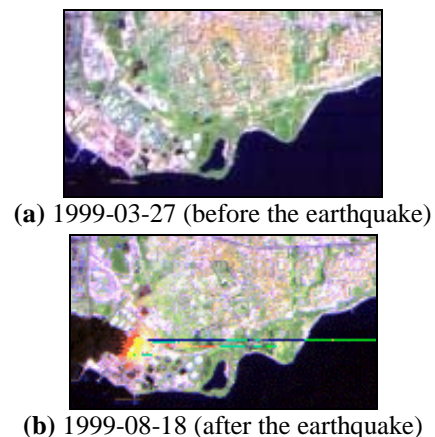 (a) 1999-03-27 (before the earthquake)
(b) 1999-08-18 (after the earthquake)